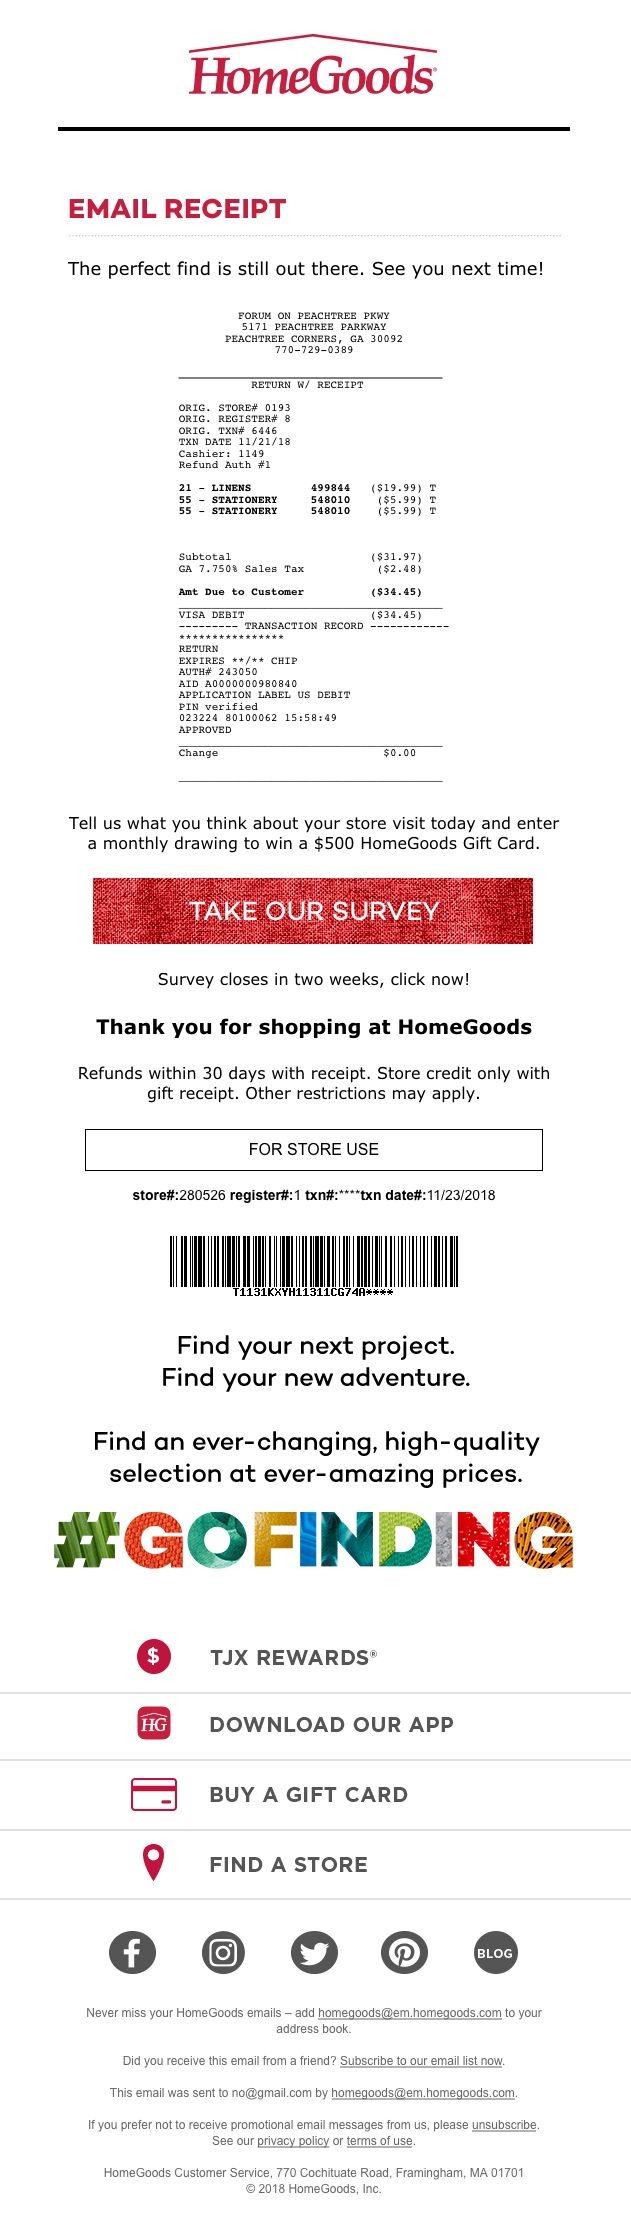 HomeGoods
EMAIL RECEIPT
The perfect find is still out there. See you next time!
FORUM ON PEACHTREE PKWY
5171 PEACHTREE PARKWAY
PEACHTREE CORNERS, GA 30092
770-729-0389
RETURN W/ RECEIPT
ORIG. STORE# 0193
ORIG. REGISTER# 8
ORIG. TXN# 6446
TXN DATE 11/21/18
Cashier: 1149
Refund Auth #1
21 - LINENS 499844 ($19.99) T
55 - STATIONERY 548010 ($5.99) T
55 - STATIONERY 548010 ($5.99) T
Subtotal ($31.97)
GA 7.750% Sales Tax ($2.48)
Amt Due to Customer ($34.45)
VISA DEBIT ($34.45)
--------- TRANSACTION RECORD ------------
****************
RETURN
EXPIRES **/** CHIP
AUTH# 243050
AID A0000000980840
APPLICATION LABEL US DEBIT
PIN verified
023224 80100062 15:58:49
APPROVED
Change $0.00
Tell us what you think about your store visit today and enter
a monthly drawing to win a $500 HomeGoods Gift Card.
TAKE OUR SURVEY
Survey closes in two weeks, click now!
Thank you for shopping at HomeGoods
Refunds within 30 days with receipt. Store credit only with
gift receipt. Other restrictions may apply.
FOR STORE USE
store#:280526 register#:1 txn#:****txn date#:11/23/2018
T1131KXYH11311CG74A****
Find your next project.
Find your new adventure.
Find an ever-changing, high-quality
selection at ever-amazing prices.
#GOFINDING
$ TJX REWARDS®
HG DOWNLOAD OUR APP
BUY A GIFT CARD
FIND A STORE
BLOG
Never miss your HomeGoods emails – add homegoods@em.homegoods.com to your
address book.
Did you receive this email from a friend? Subscribe to our email list now.
This email was sent to no@gmail.com by homegoods@em.homegoods.com.
If you prefer not to receive promotional email messages from us, please unsubscribe.
See our privacy policy or terms of use.
HomeGoods Customer Service, 770 Cochituate Road, Framingham, MA 01701
© 2018 HomeGoods, Inc.